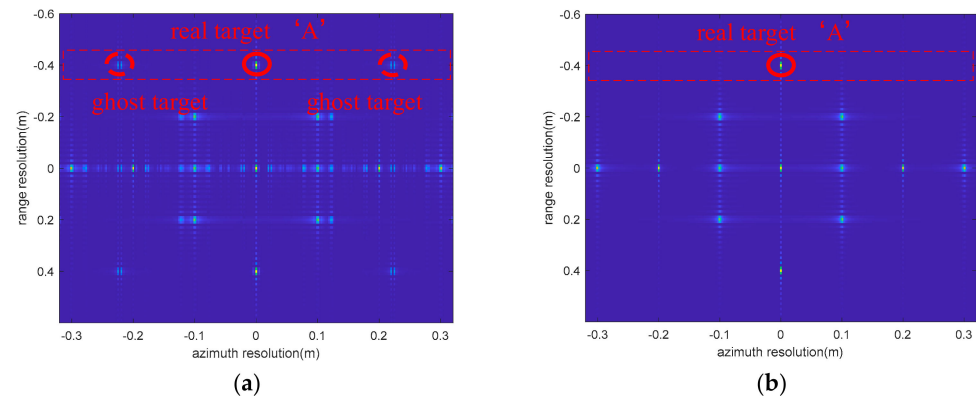 real target ‘A’
ghost target ghost target
-0.6
-0.4
-0.2
0
0.2
0.4
range resolution(m)
-0.3 -0.2 -0.1 0 0.1 0.2 0.3
azimuth resolution(m)
(a)
real target ‘A’
-0.6
-0.4
-0.2
0
0.2
0.4
range resolution(m)
-0.3 -0.2 -0.1 0 0.1 0.2 0.3
azimuth resolution(m)
(b)